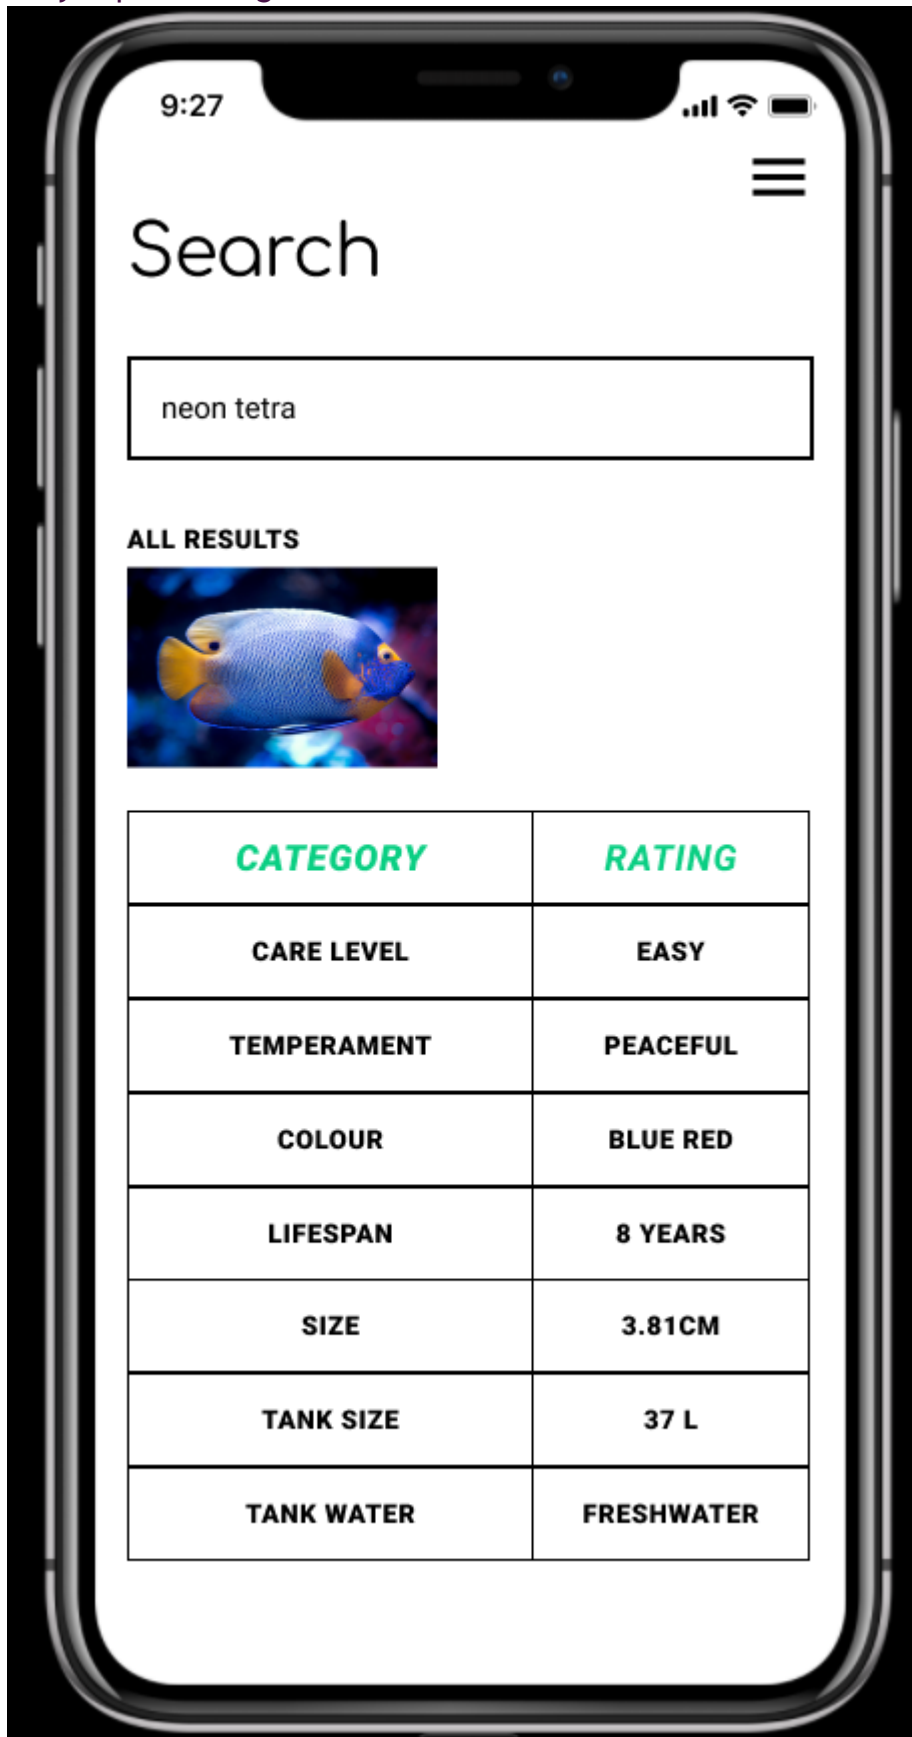 9:27
Search
neon tetra
ALL RESULTS
CATEGORY RATING
CARE LEVEL EASY
TEMPERAMENT PEACEFUL
COLOUR BLUE RED
LIFESPAN 8 YEARS
SIZE 3.81CM
TANK SIZE 37 L
TANK WATER FRESHWATER